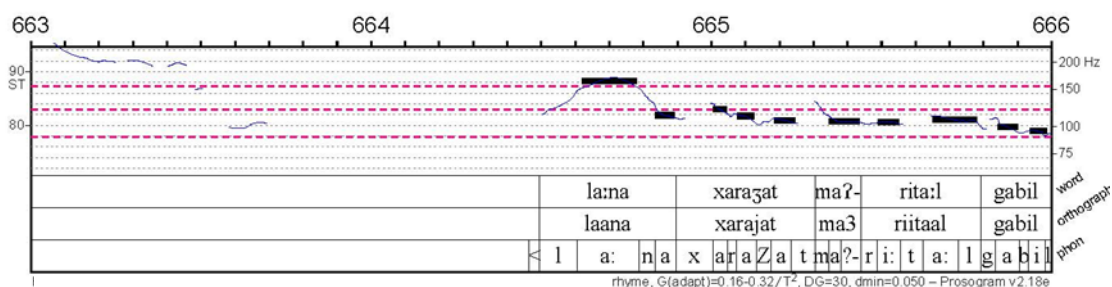 663 664 665 666
90 200 Hz
ST 150
80 100
75
la:na xaraʒat maʔ- rita:l gabil word
laana xarajat ma3 riitaal gabil orthograph
< l a: n a x a r a Z a t m a ?- r i: t a: l g a b i l phon
rhyme, G(adapt)=0.16-0.32/T², DG=30, dmin=0.050 – Prosogram v2.18e